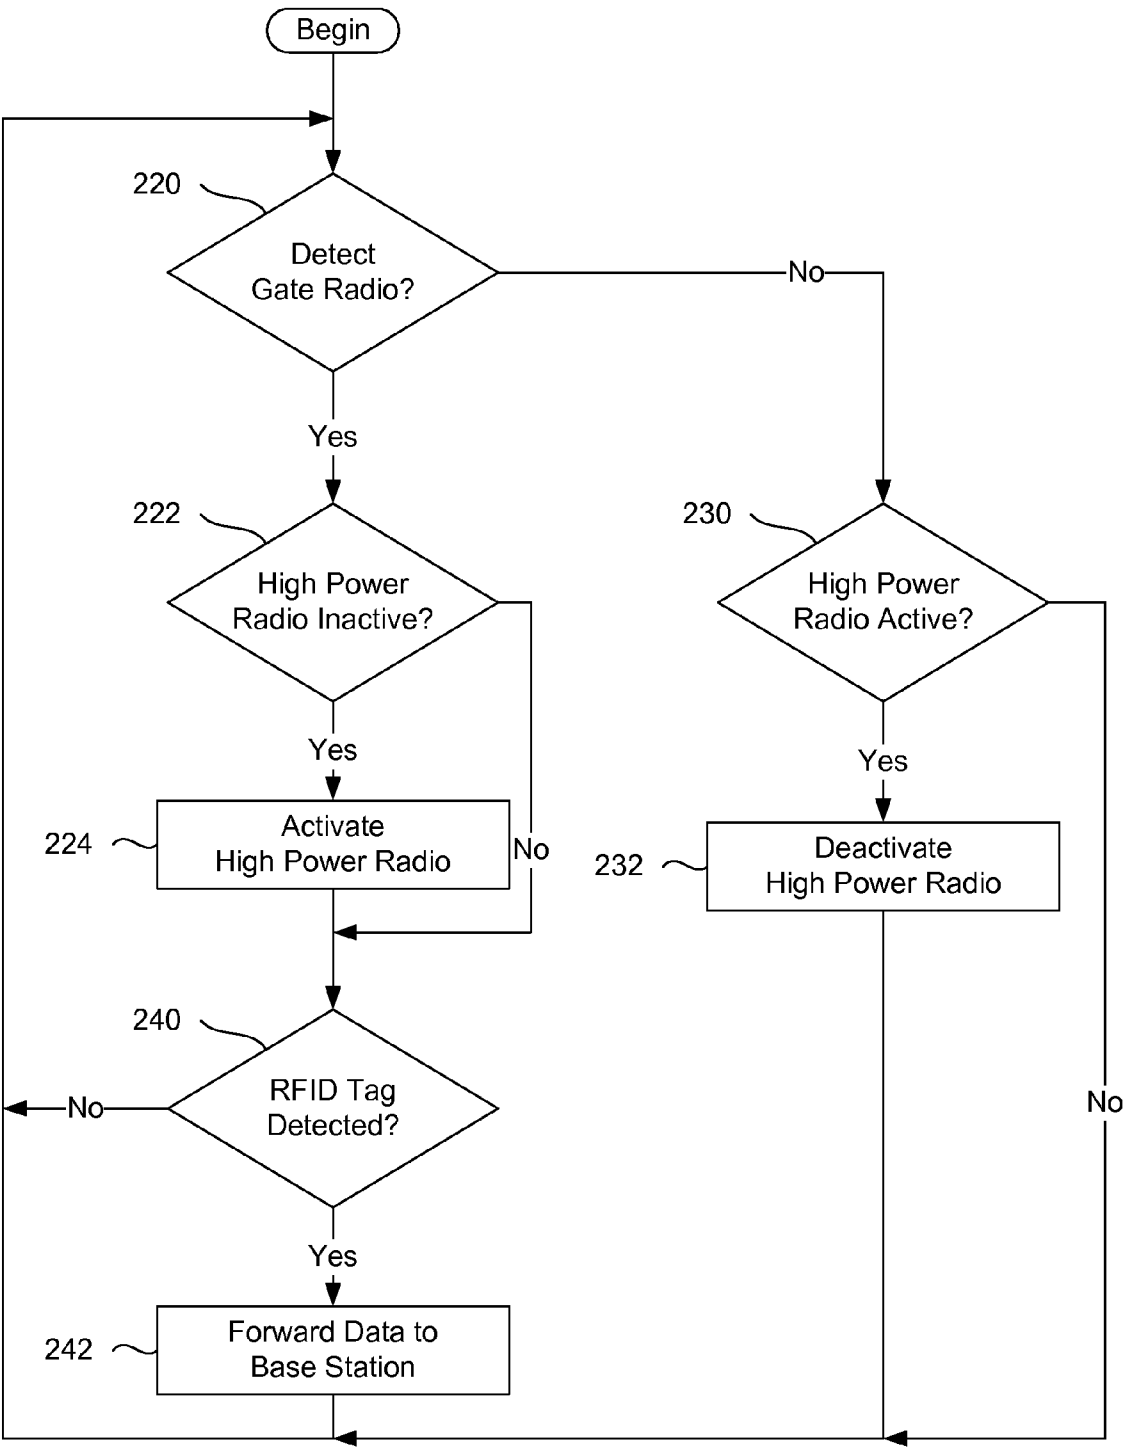 Begin
220
Detect
Gate Radio?
No
Yes
222
High Power
Radio Inactive?
230
High Power
Radio Active?
Yes
Yes
224
Activate
High Power Radio
No
232
Deactivate
High Power Radio
240
RFID Tag
Detected?
No
No
Yes
242
Forward Data to
Base Station